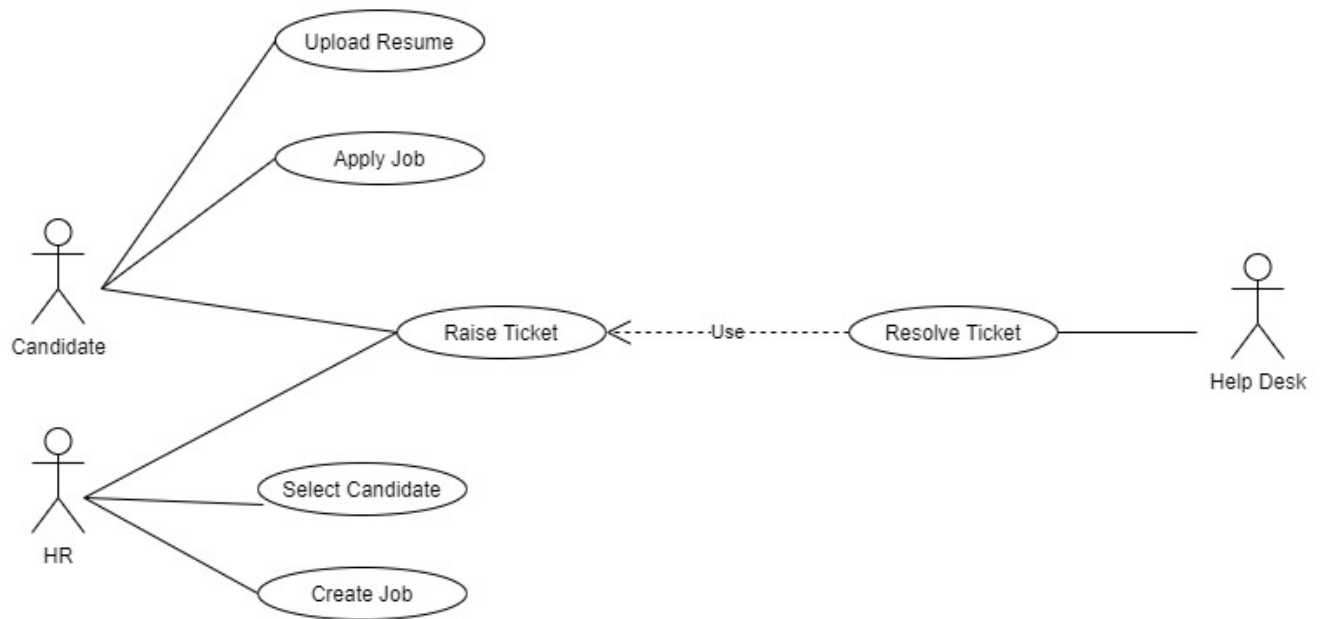 Upload Resume
Apply Job
Candidate
Raise Ticket
Use
Resolve Ticket
Help Desk
Select Candidate
HR
Create Job